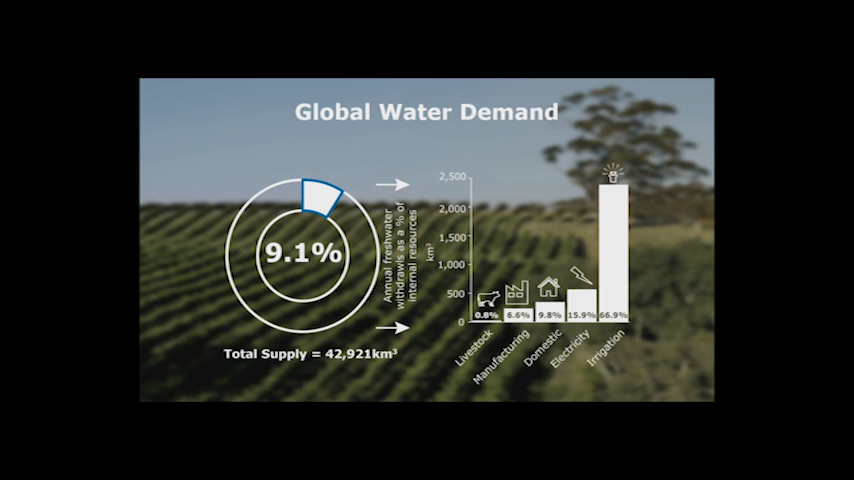 Global Water Demand
9.1%
Total Supply = 42,921km³
Annual freshwater
withdrawls as a % of
internal resources
km³
2,500
2,000
1,500
1,000
500
0
0.8%
6.6%
9.8%
15.9%
66.9%
Livestock
Manufacturing
Domestic
Electricity
Irrigation